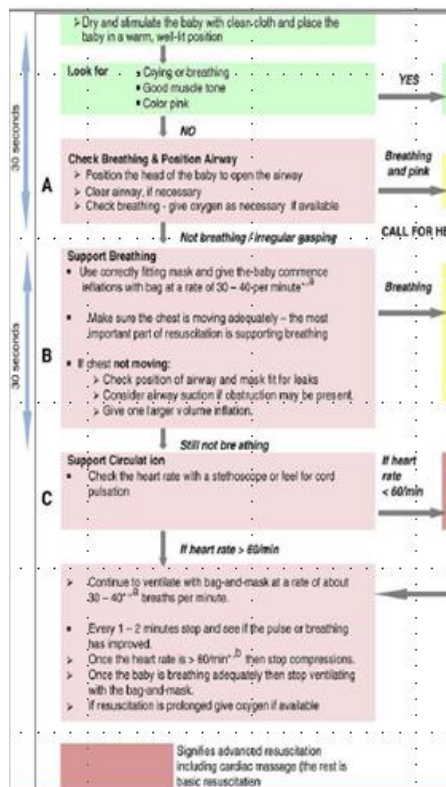 ➢ Dry and stimulate the baby with clean cloth and place the
baby in a warm, well-lit position
Look for
• Crying or breathing
• Good muscle tone
• Color pink
YES
NO
30 seconds
A
Check Breathing & Position Airway
➢ Position the head of the baby to open the airway
➢ Clear airway, if necessary
➢ Check breathing - give oxygen as necessary if available
Breathing
and pink
Not breathing / irregular gasping
CALL FOR HE
30 seconds
B
Support Breathing
▪ Use correctly fitting mask and give the baby commence
inflations with bag at a rate of 30 – 40 per minute*,a
▪ Make sure the chest is moving adequately – the most
important part of resuscitation is supporting breathing
▪ If chest not moving:
➢ Check position of airway and mask fit for leaks
➢ Consider airway suction if obstruction may be present.
➢ Give one larger volume inflation.
Breathing
Still not breathing
C
Support Circulation
▪ Check the heart rate with a stethoscope or feel for cord
pulsation
If heart
rate
< 60/min
If heart rate > 60/min
➢ Continue to ventilate with bag-and-mask at a rate of about
30 – 40*,a breaths per minute.
▪ Every 1 – 2 minutes stop and see if the pulse or breathing
has improved.
➢ Once the heart rate is > 60/min*,b then stop compressions.
➢ Once the baby is breathing adequately then stop ventilating
with the bag-and-mask.
➢ If resuscitation is prolonged give oxygen if available
Signifies advanced resuscitation
including cardiac massage (the rest is
basic resuscitation